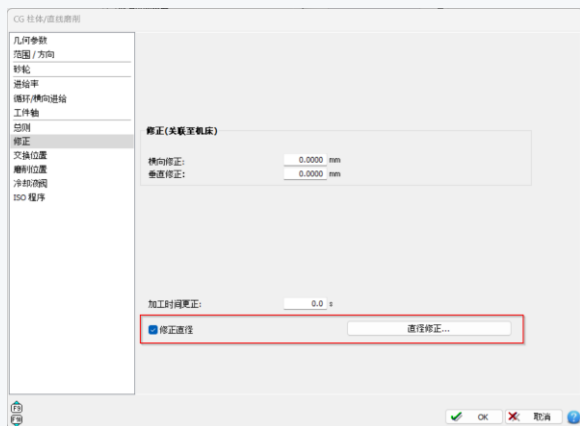 CG 柱体/直线磨削
几何参数
范围 / 方向
砂轮
进给率
循环/横向进给
工件轴
总则
修正
交换位置
磨削位置
冷却液阀
ISO 程序
修正(关联至机床)
横向修正: 0.0000 mm
垂直修正: 0.0000 mm
加工时间更正: 0.0 s
修正直径 直径修正...
F9
F9
OK 取消 ?